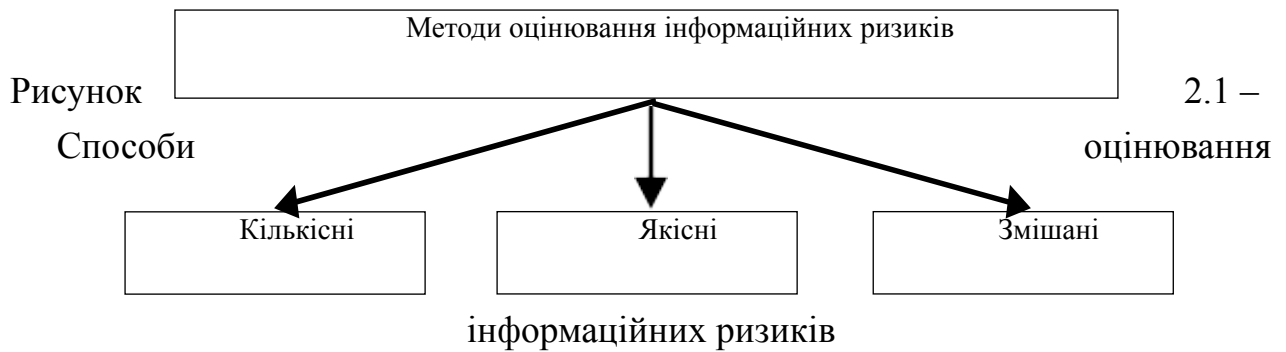 Методи оцінювання інформаційних ризиків
Рисунок 2.1 –
Способи оцінювання
Кількісні Якісні Змішані
інформаційних ризиків